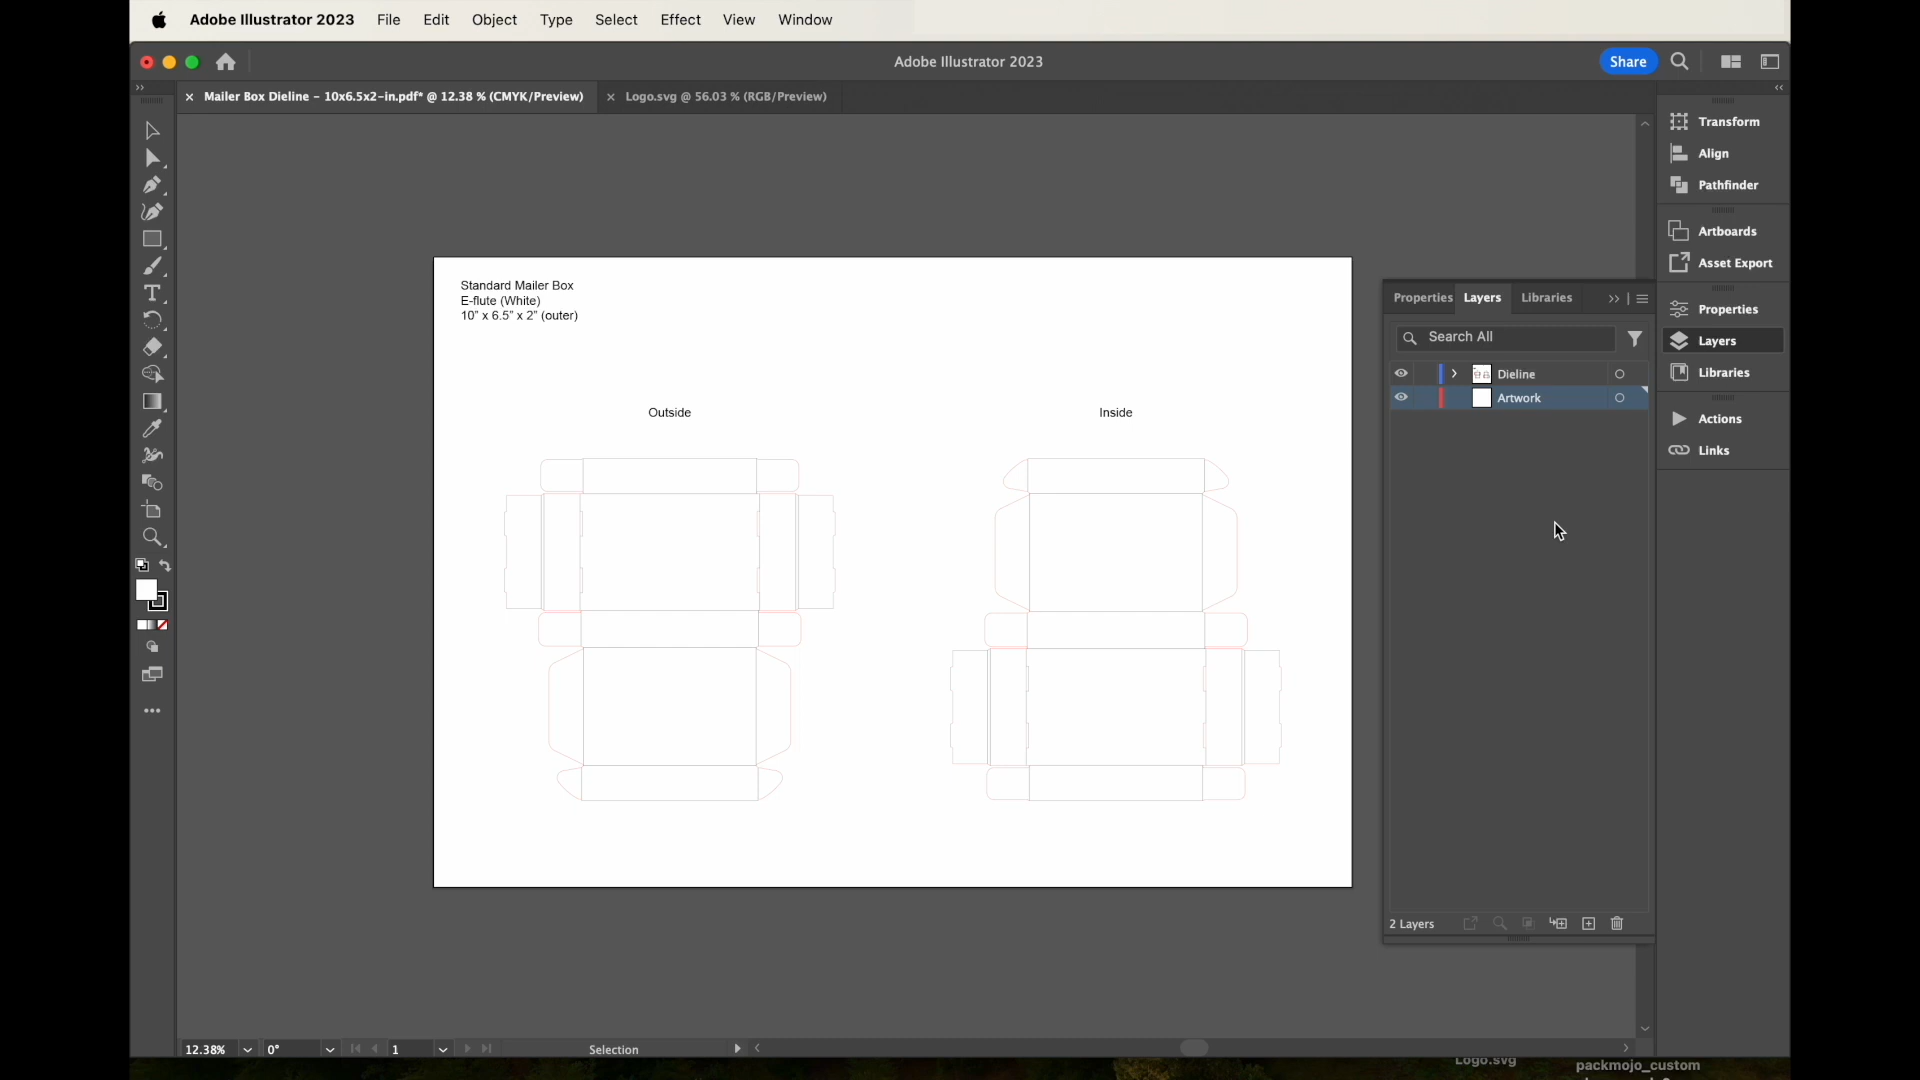 Adobe Illustrator 2023 File Edit Object Type Select Effect View Window
Adobe Illustrator 2023
Share
Mailer Box Dieline – 10x6.5x2-in.pdf* @ 12.38 % (CMYK/Preview)
Logo.svg @ 56.03 % (RGB/Preview)
Transform
Align
Pathfinder
Artboards
Asset Export
Properties
Layers
Libraries
Actions
Links
Standard Mailer Box
E-flute (White)
10” x 6.5” x 2” (outer)
Outside
Inside
Properties Layers Libraries
Search All
Dieline
Artwork
2 Layers
12.38% 0° 1 Selection
Logo.svg
packmojo_custom